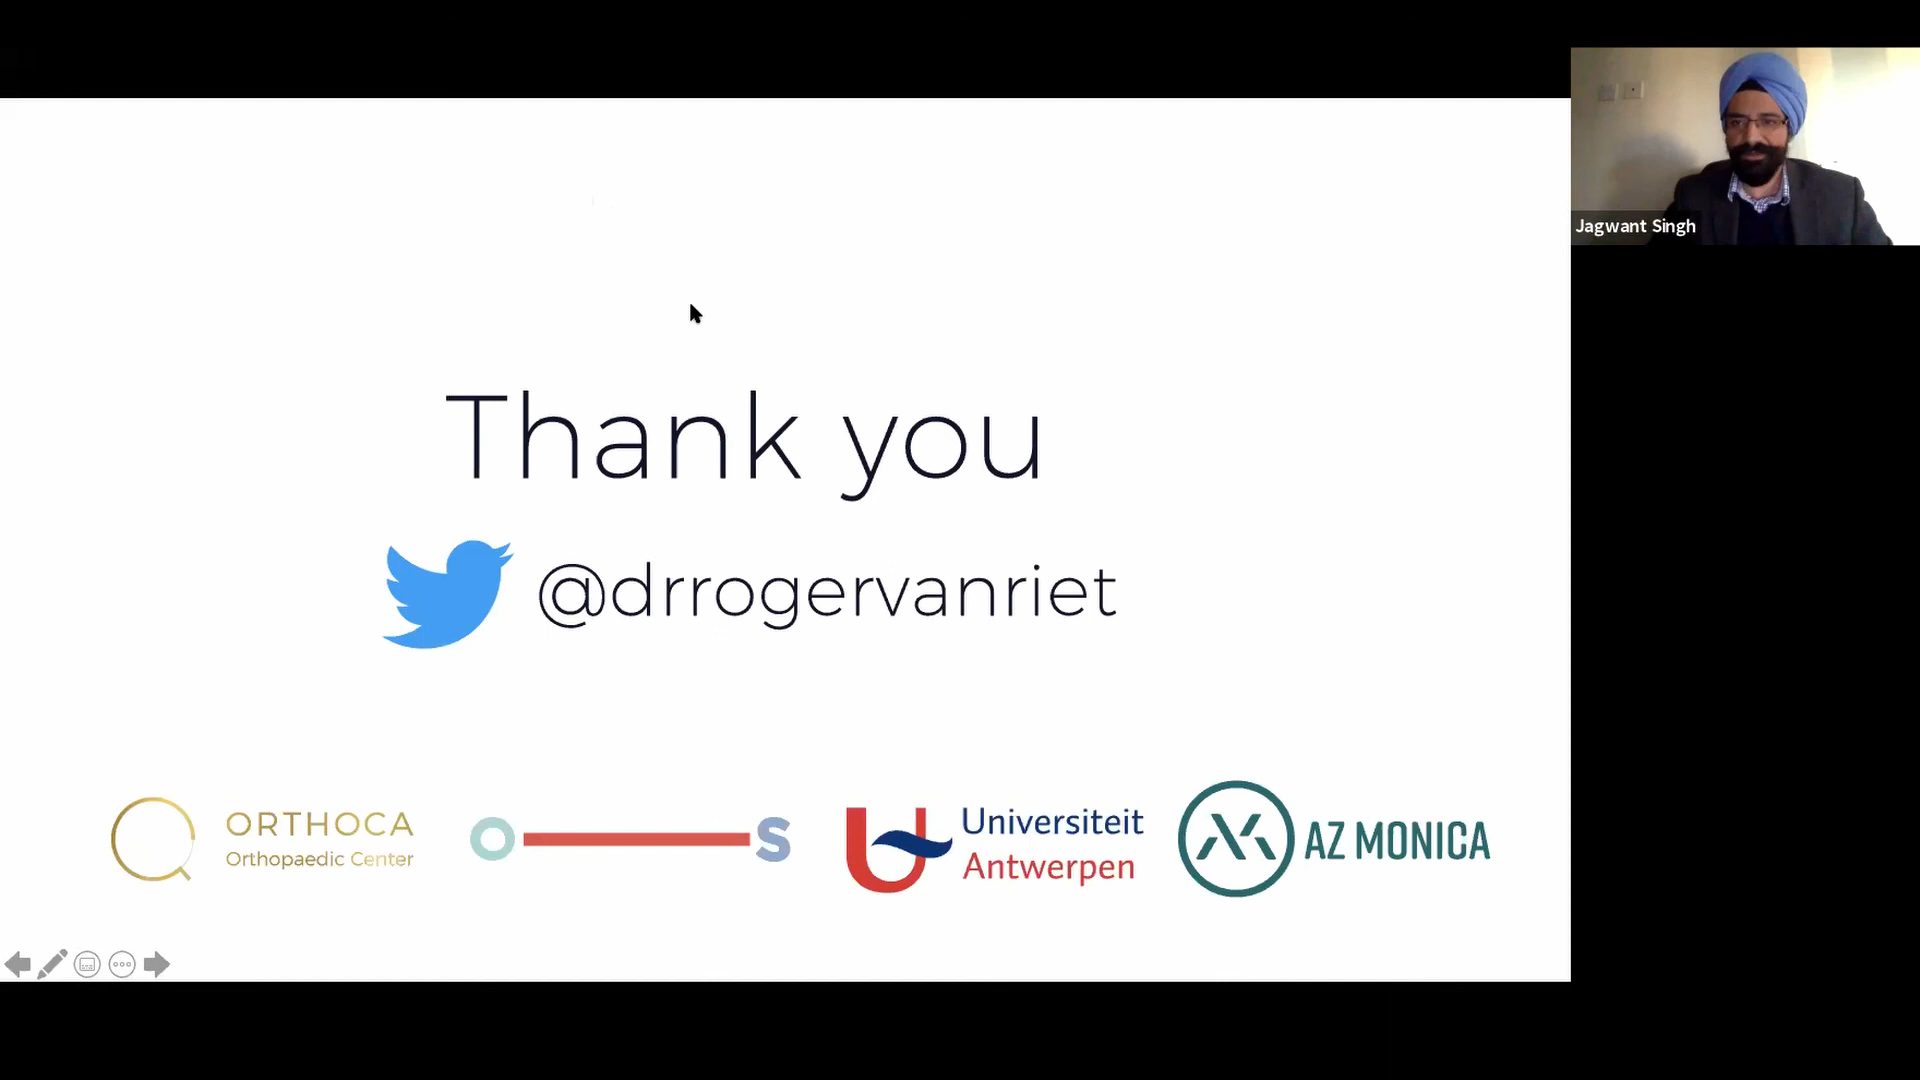 Jagwant Singh
Thank you
@drrogervanriet
ORTHOCA
Orthopaedic Center
O S
Universiteit
Antwerpen
AZ MONICA